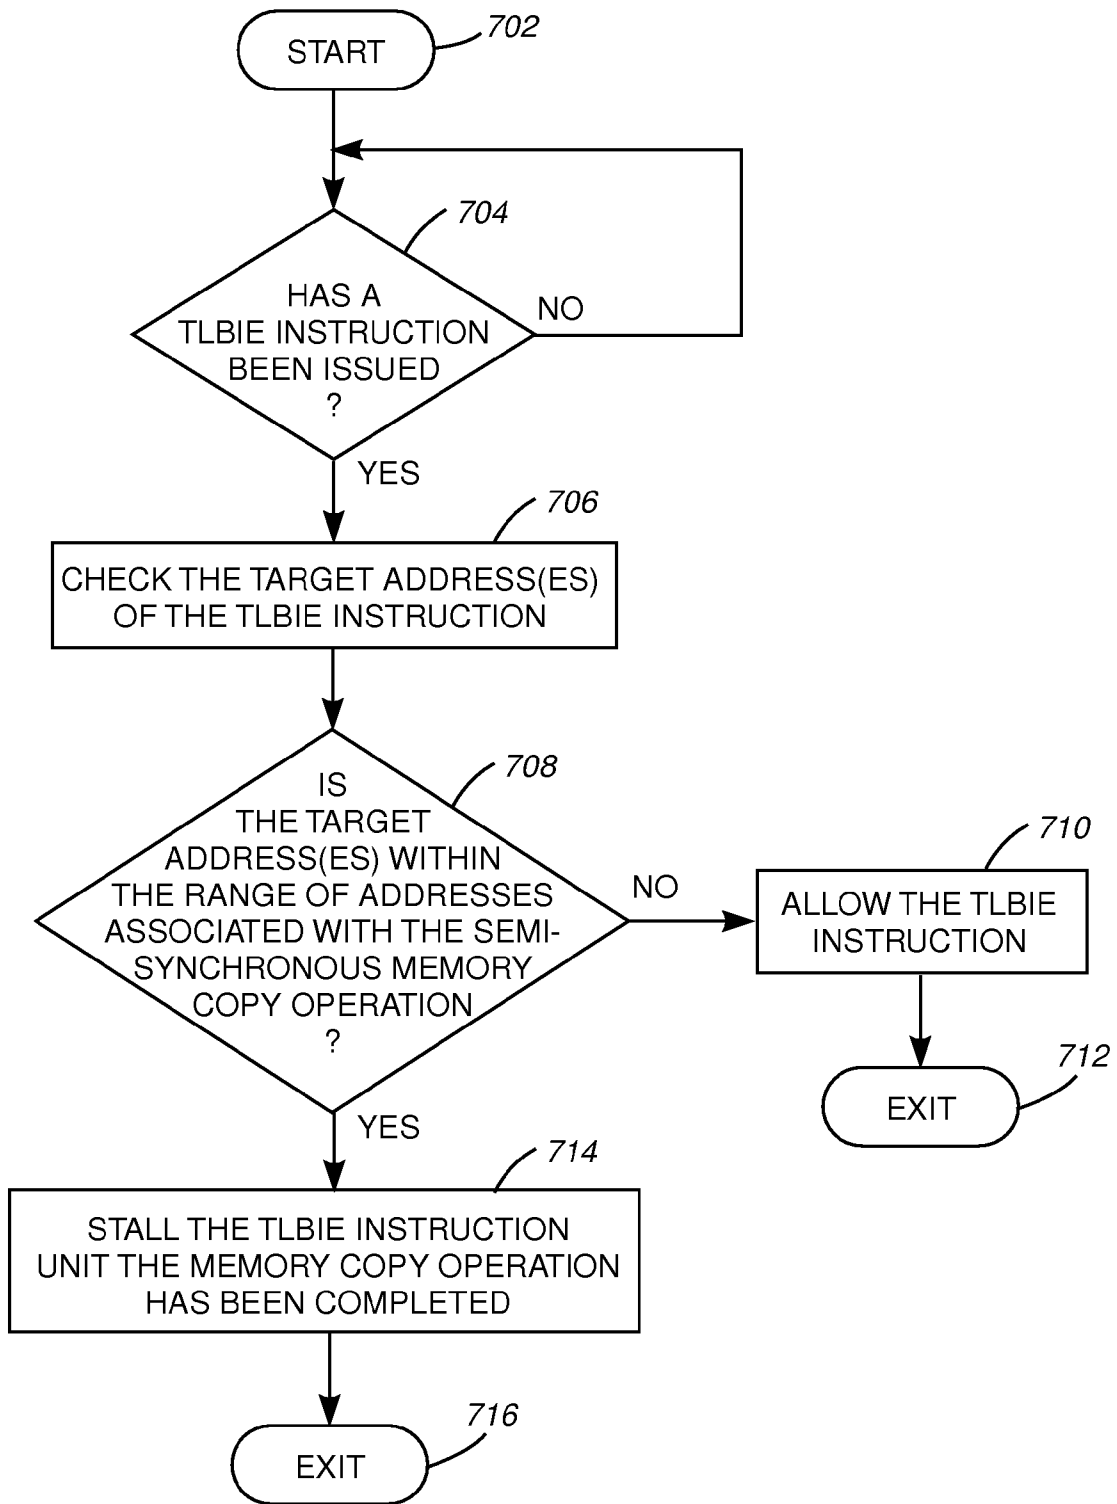 START
702
704
HAS A
TLBIE INSTRUCTION
BEEN ISSUED
?
NO
YES
706
CHECK THE TARGET ADDRESS(ES)
OF THE TLBIE INSTRUCTION
708
IS
THE TARGET
ADDRESS(ES) WITHIN
THE RANGE OF ADDRESSES
ASSOCIATED WITH THE SEMI-
SYNCHRONOUS MEMORY
COPY OPERATION
?
NO
710
ALLOW THE TLBIE
INSTRUCTION
712
EXIT
YES
714
STALL THE TLBIE INSTRUCTION
UNIT THE MEMORY COPY OPERATION
HAS BEEN COMPLETED
716
EXIT